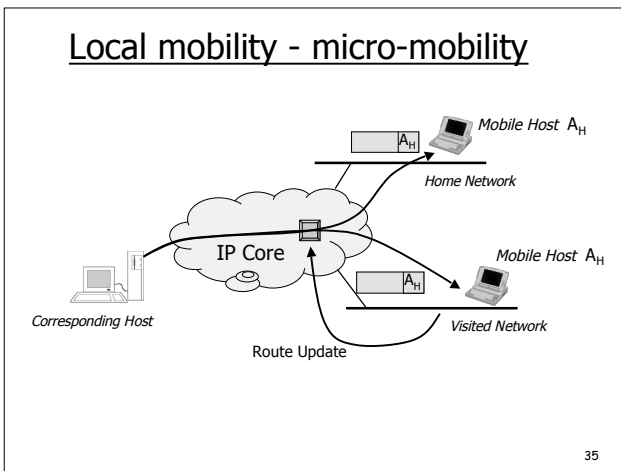 Local mobility - micro-mobility
Mobile Host A_H
A_H
Home Network
IP Core
Mobile Host A_H
A_H
Corresponding Host
Visited Network
Route Update
35